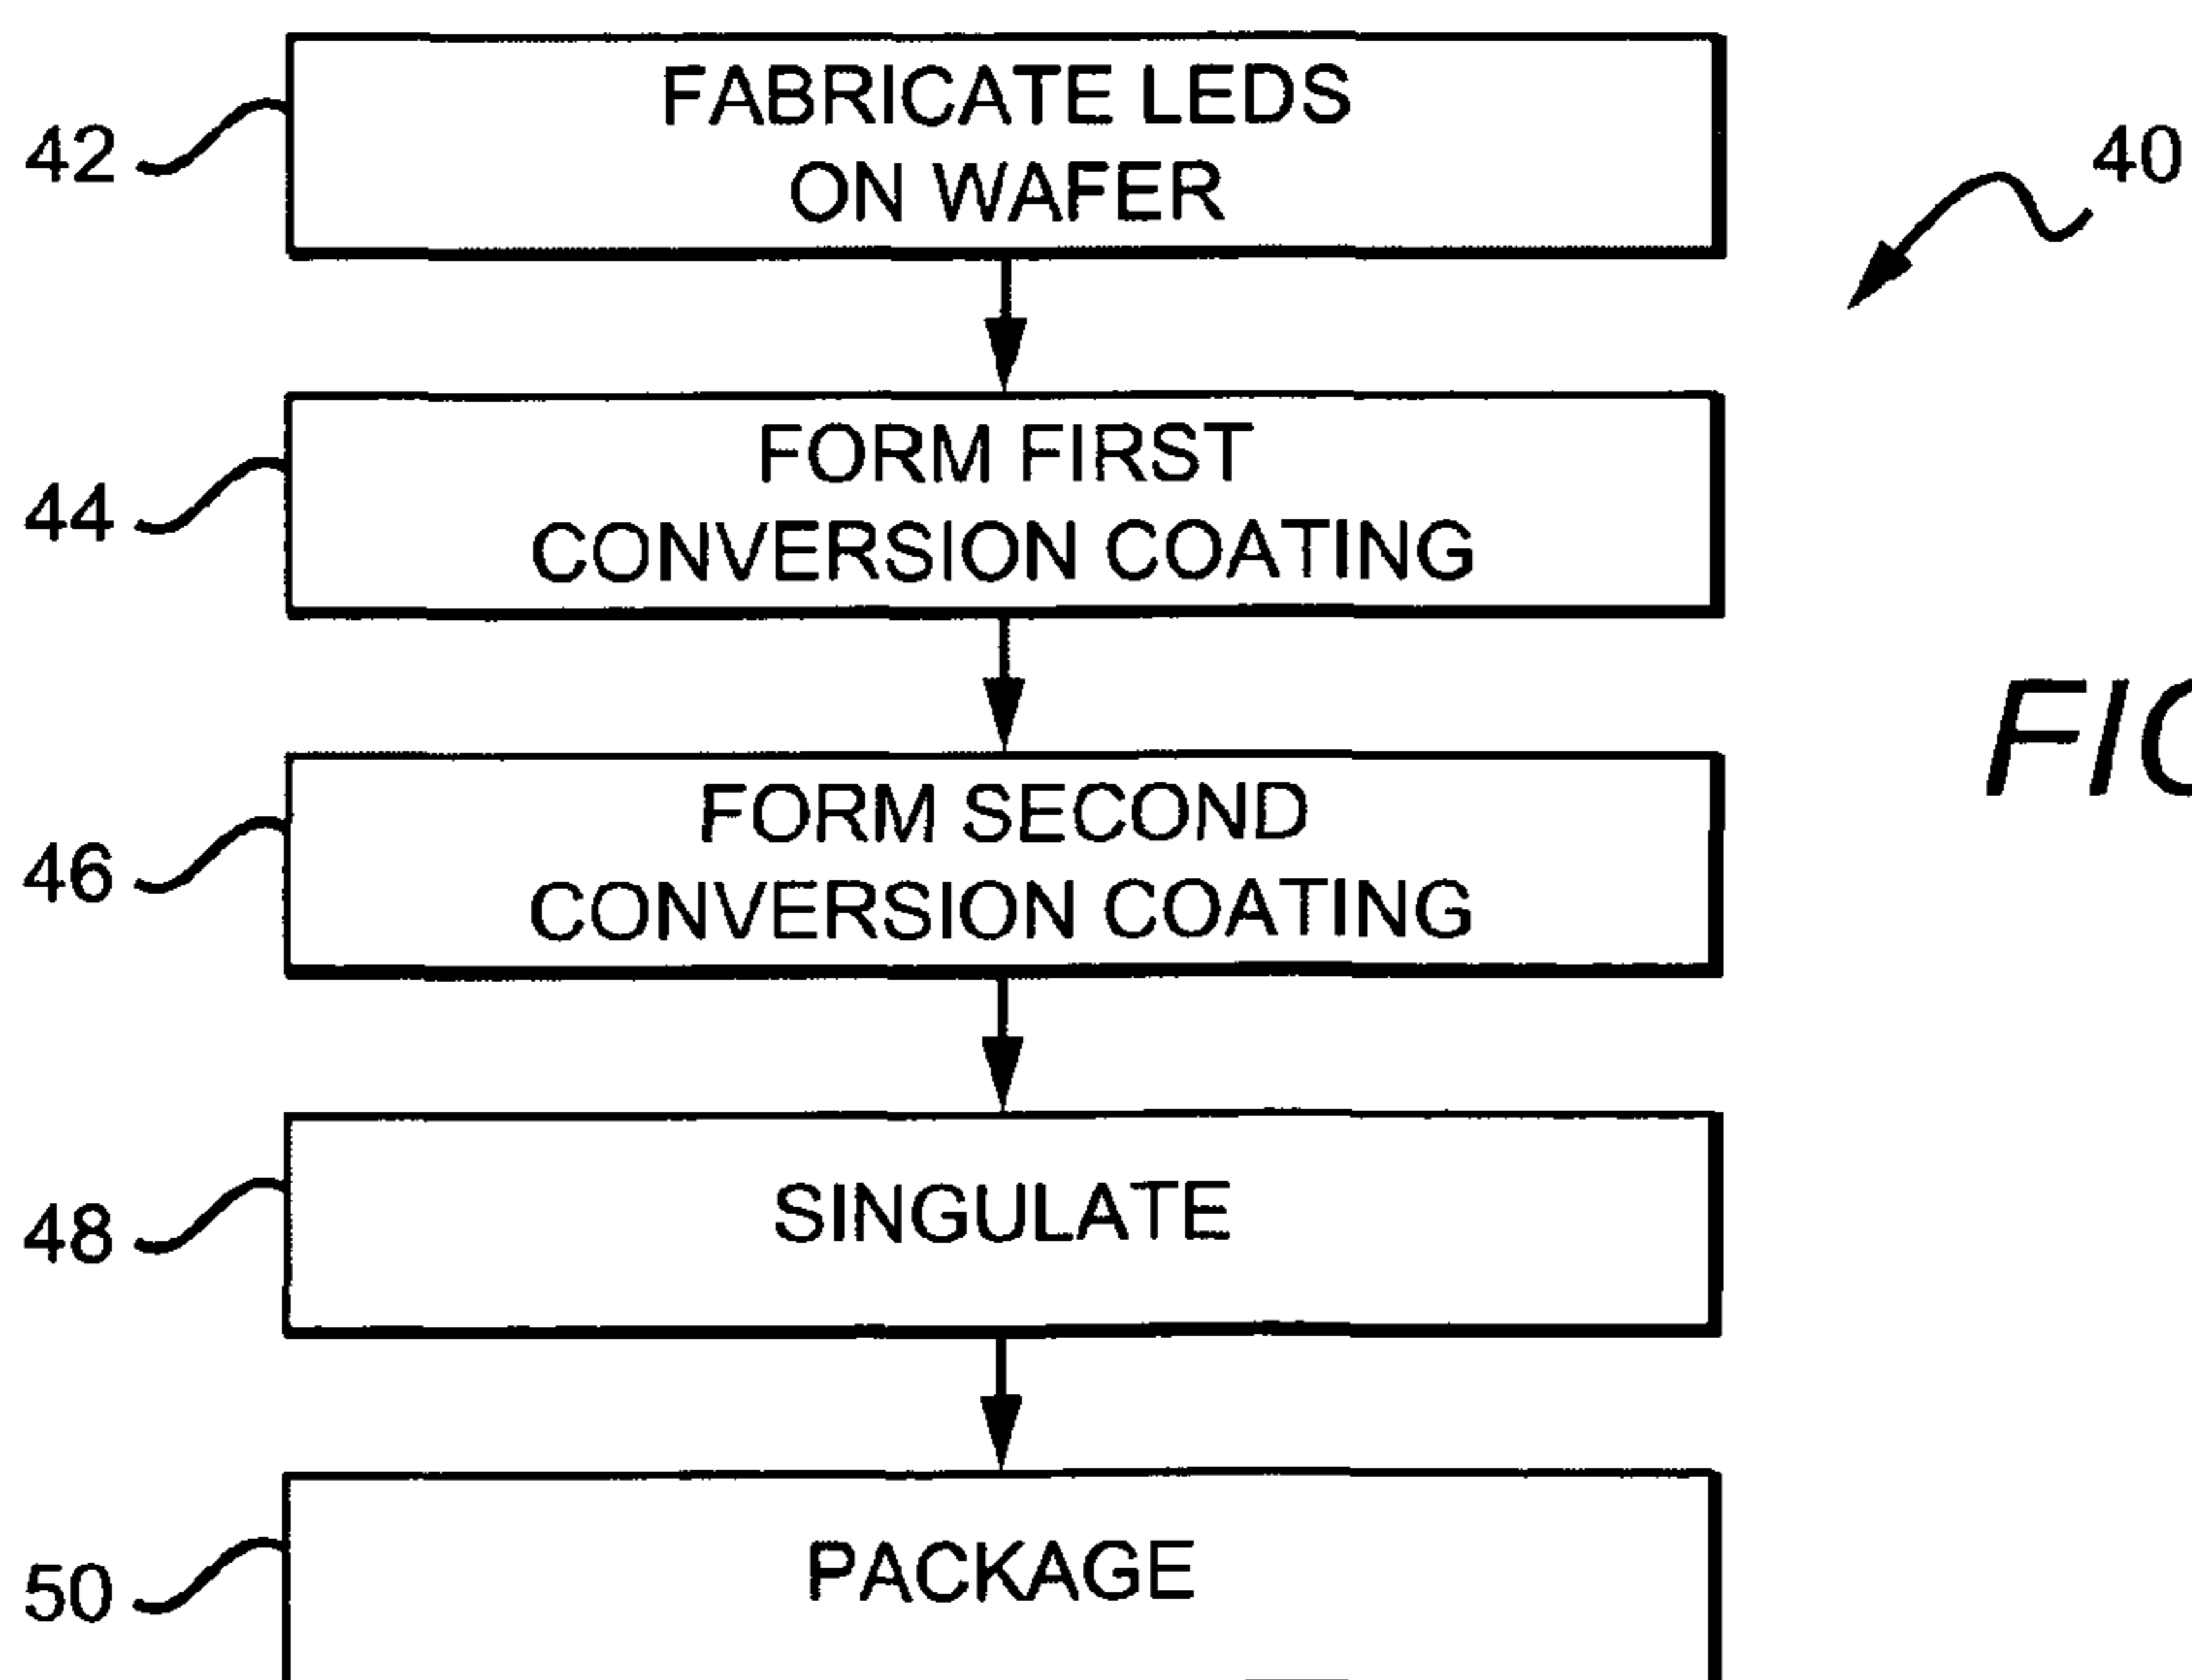 FABRICATE LEDS
ON WAFER
42
40
FORM FIRST
CONVERSION COATING
44
FORM SECOND
CONVERSION COATING
46
SINGULATE
48
PACKAGE
50